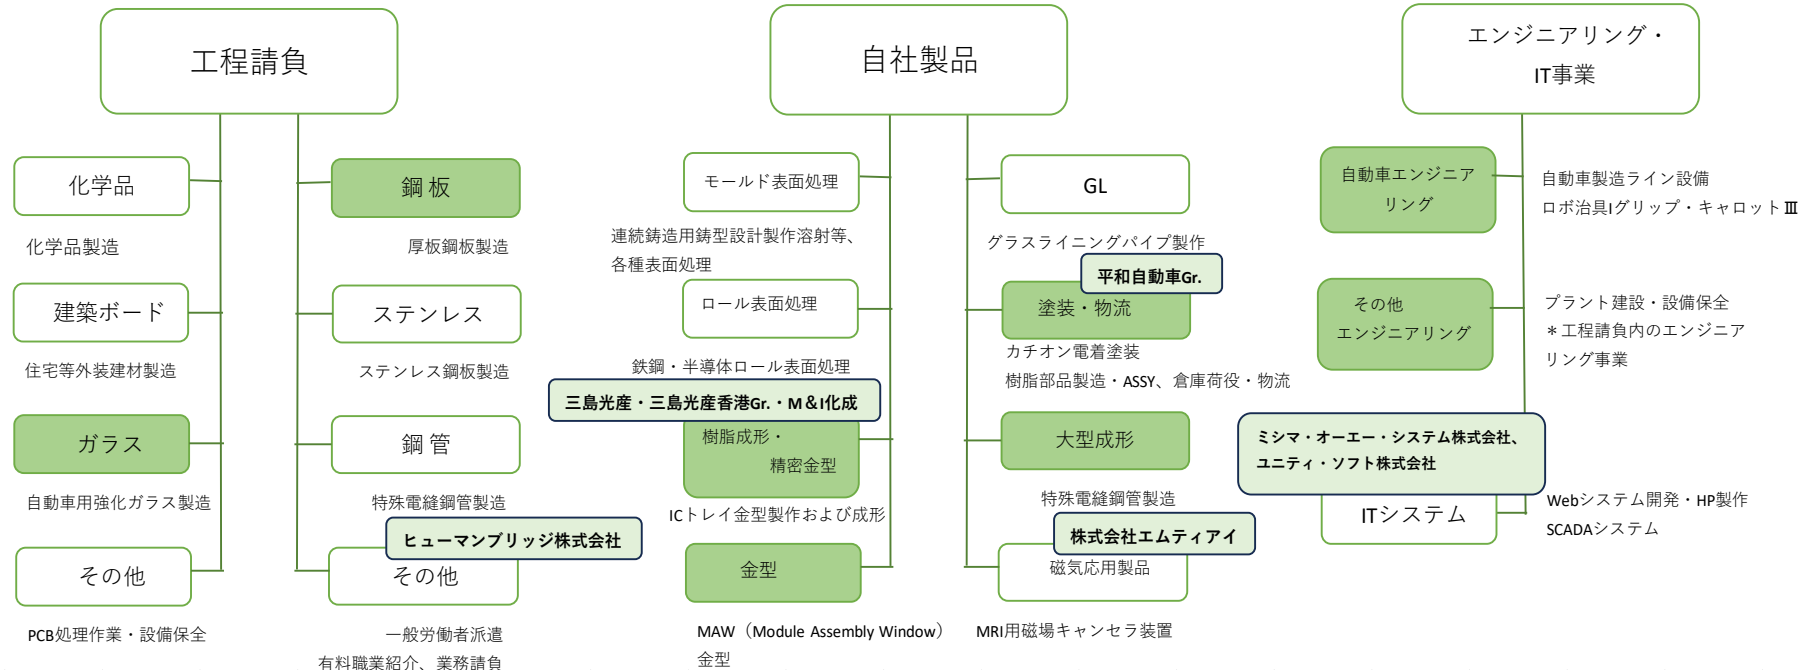 工程請負
化学品
化学品製造
建築ボード
住宅等外装建材製造
ガラス
自動車用強化ガラス製造
その他
PCB処理作業・設備保全
鋼 板
厚板鋼板製造
ステンレス
ステンレス鋼板製造
鋼 管
特殊電縫鋼管製造
ヒューマンブリッジ株式会社
その他
一般労働者派遣
有料職業紹介、業務請負
自社製品
モールド表面処理
連続鋳造用鋳型設計製作溶射等、
各種表面処理
ロール表面処理
鉄鋼・半導体ロール表面処理
三島光産・三島光産香港Gr.・M＆I化成
樹脂成形・
精密金型
ICトレイ金型製作および成形
金型
MAW（Module Assembly Window）
金型
GL
グラスライニングパイプ製作
平和自動車Gr.
塗装・物流
カチオン電着塗装
樹脂部品製造・ASSY、倉庫荷役・物流
大型成形
特殊電縫鋼管製造
株式会社エムティアイ
磁気応用製品
MRI用磁場キャンセラ装置
エンジニアリング・
IT事業
自動車エンジニア
リング
自動車製造ライン設備
ロボ治具Iグリップ・キャロットⅢ
その他
エンジニアリング
プラント建設・設備保全
＊工程請負内のエンジニア
リング事業
ミシマ・オーエー・システム株式会社、
ユニティ・ソフト株式会社
ITシステム
Webシステム開発・HP製作
SCADAシステム